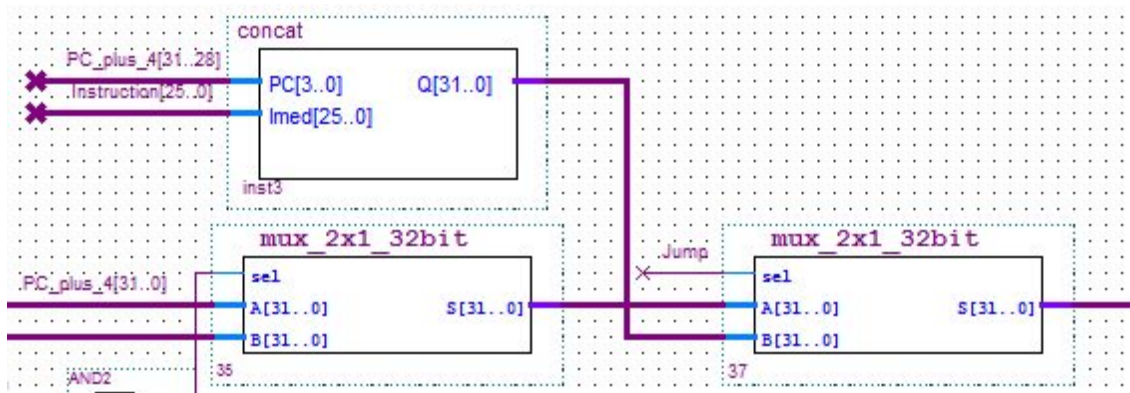 concat
PC_plus_4[31..28]
PC[3..0]
Q[31..0]
Instruction[25..0]
Imed[25..0]
inst3
mux_2x1_32bit
mux_2x1_32bit
Jump
sel
sel
PC_plus_4[31..0]
A[31..0]
S[31..0]
A[31..0]
S[31..0]
B[31..0]
B[31..0]
35
37
AND2